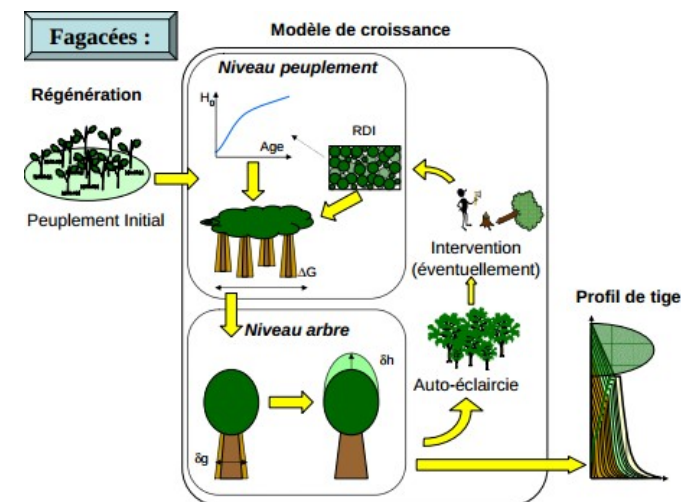 Fagacées :
Modèle de croissance
Niveau peuplement
Régénération
H₀
Age
RDI
Peuplement Initial
ΔG
Intervention
(éventuellement)
Profil de tige
Niveau arbre
δh
Auto-éclaircie
δg